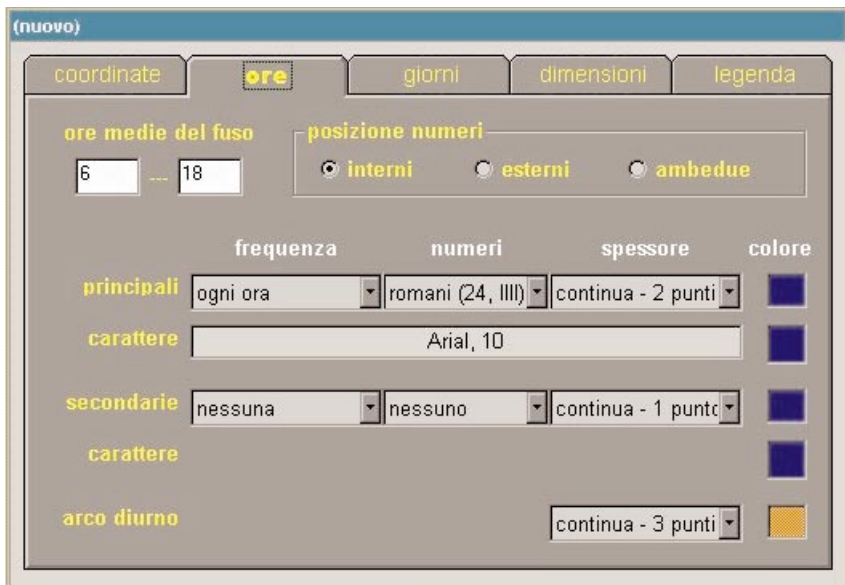 (nuovo)
coordinate ore giorni dimensioni legenda
ore medie del fuso posizione numeri
6 ... 18 interni esterni ambedue
frequenza numeri spessore colore
principali ogni ora romani (24, IIII) continua - 2 punti
carattere Arial, 10
secondarie nessuna nessuno continua - 1 punto
carattere
arco diurno continua - 3 punti